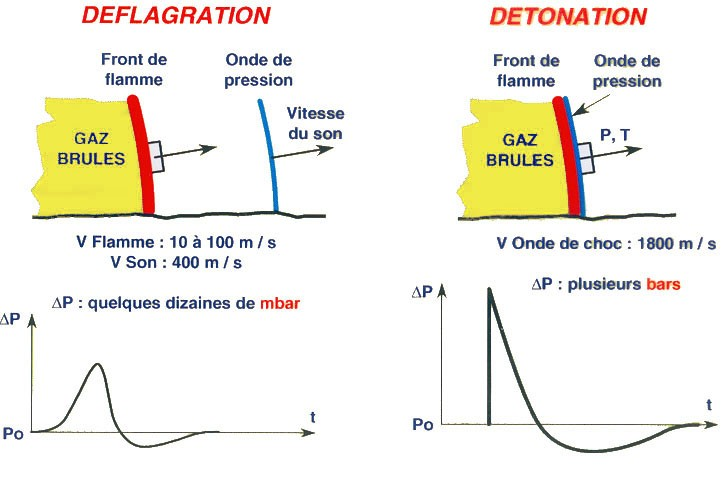 DEFLAGRATION
Front de
flamme
Onde de
pression
Vitesse
du son
GAZ
BRULES
V Flamme : 10 à 100 m / s
V Son : 400 m / s
ΔP : quelques dizaines de mbar
ΔP
t
Po
DETONATION
Front de
flamme
Onde de
pression
P, T
GAZ
BRULES
V Onde de choc : 1800 m / s
ΔP : plusieurs bars
ΔP
t
Po